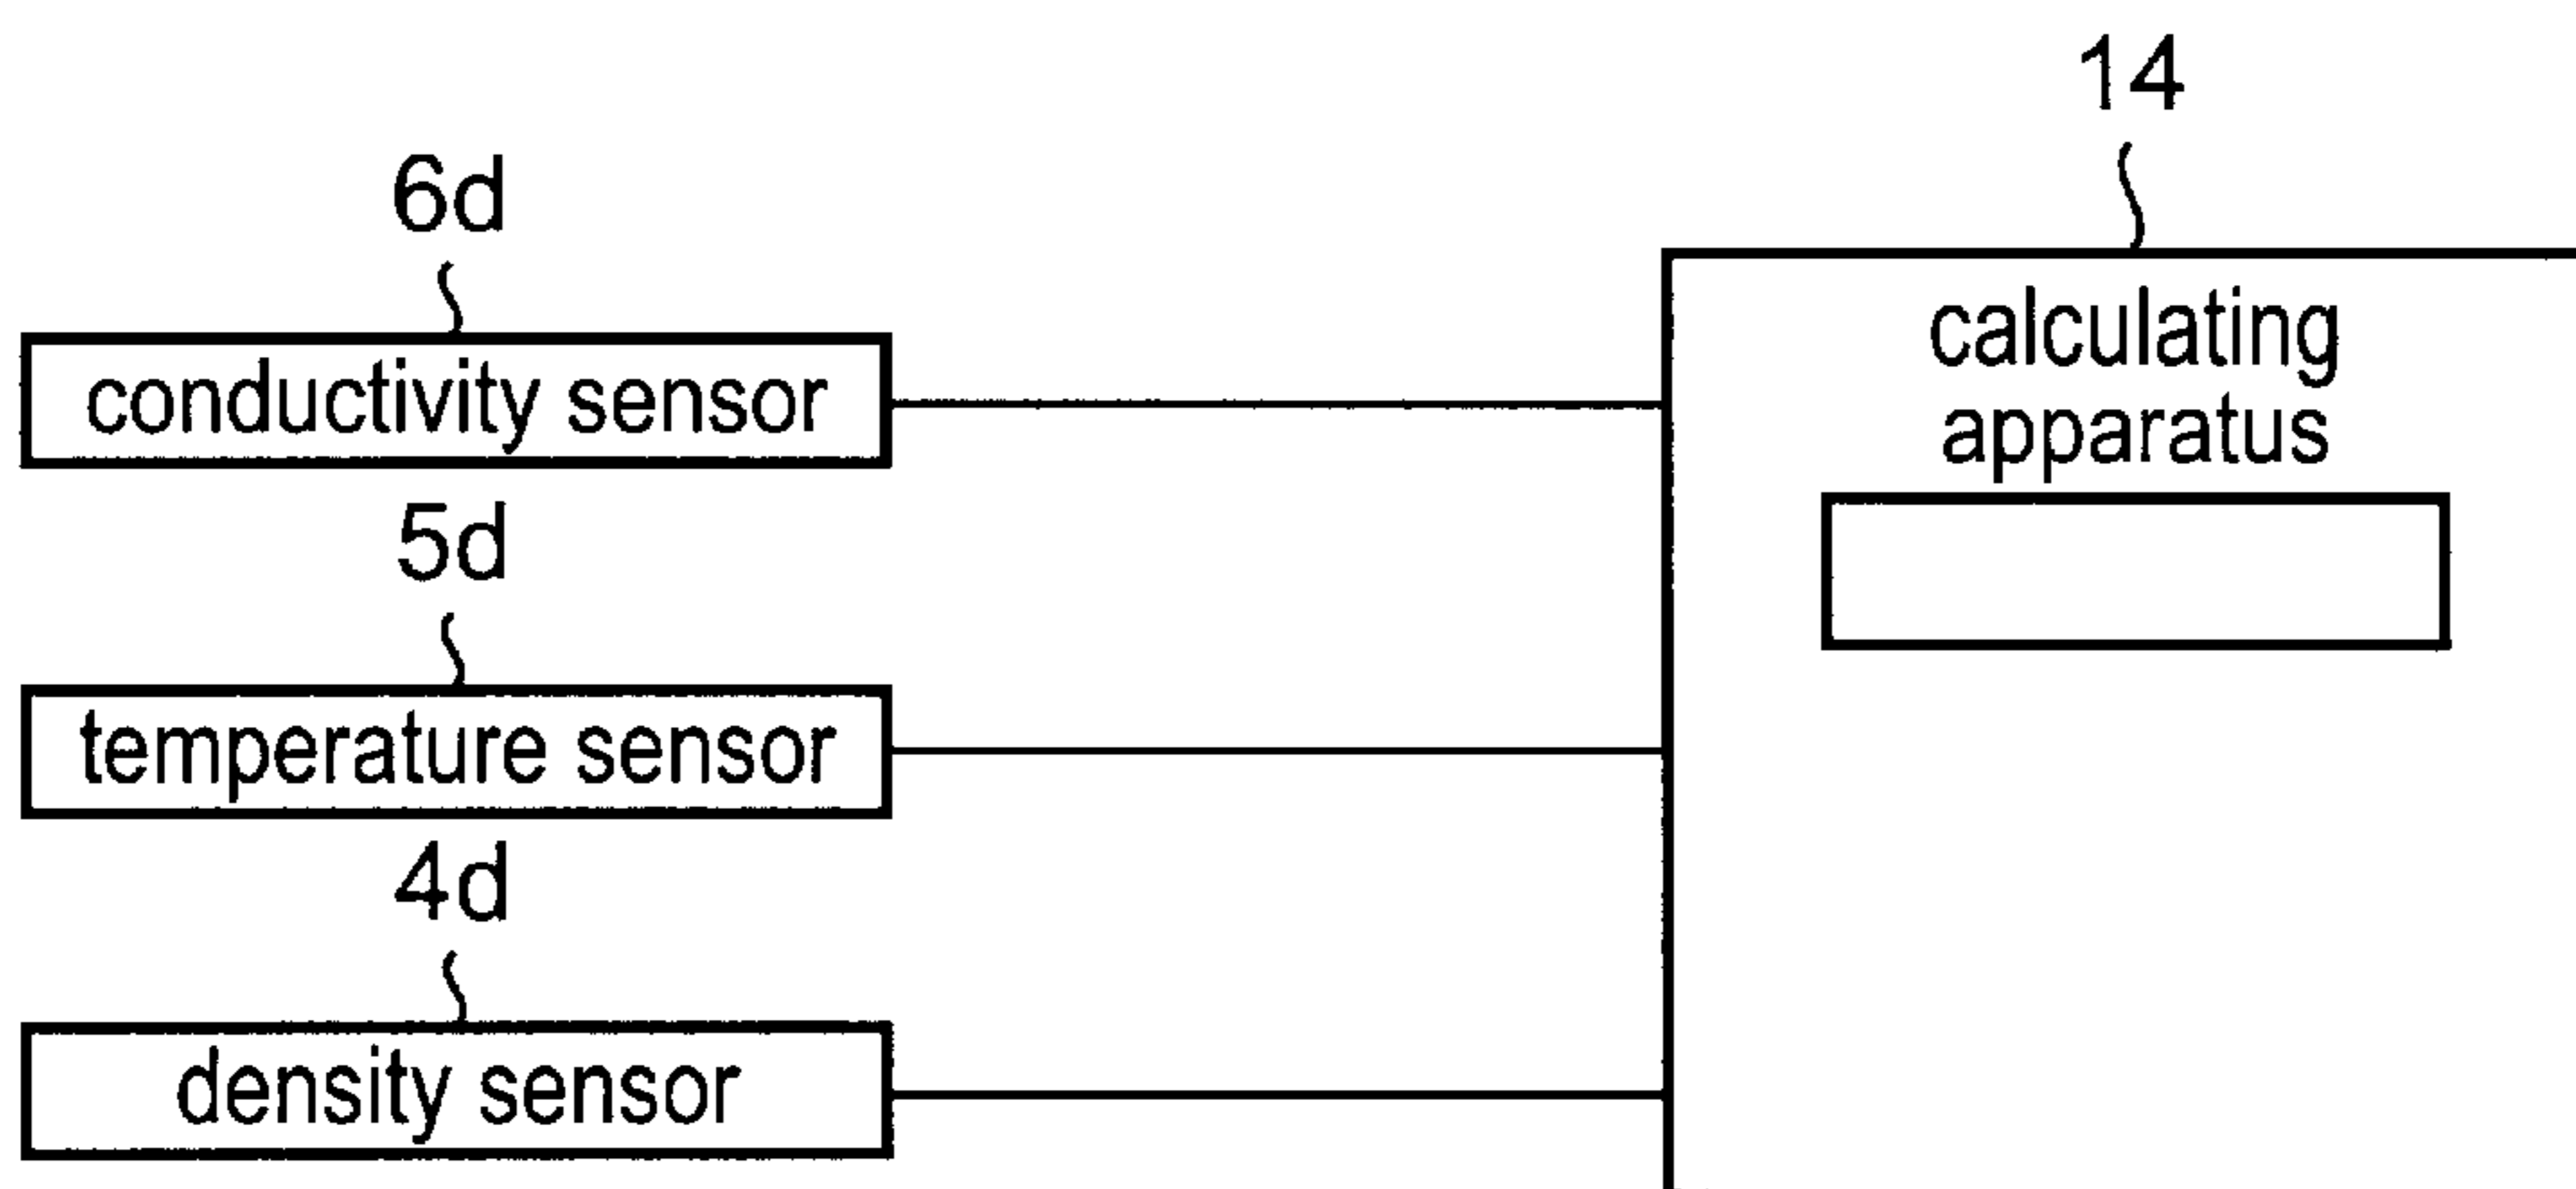 14
6d
calculating
apparatus
conductivity sensor
5d
temperature sensor
4d
density sensor